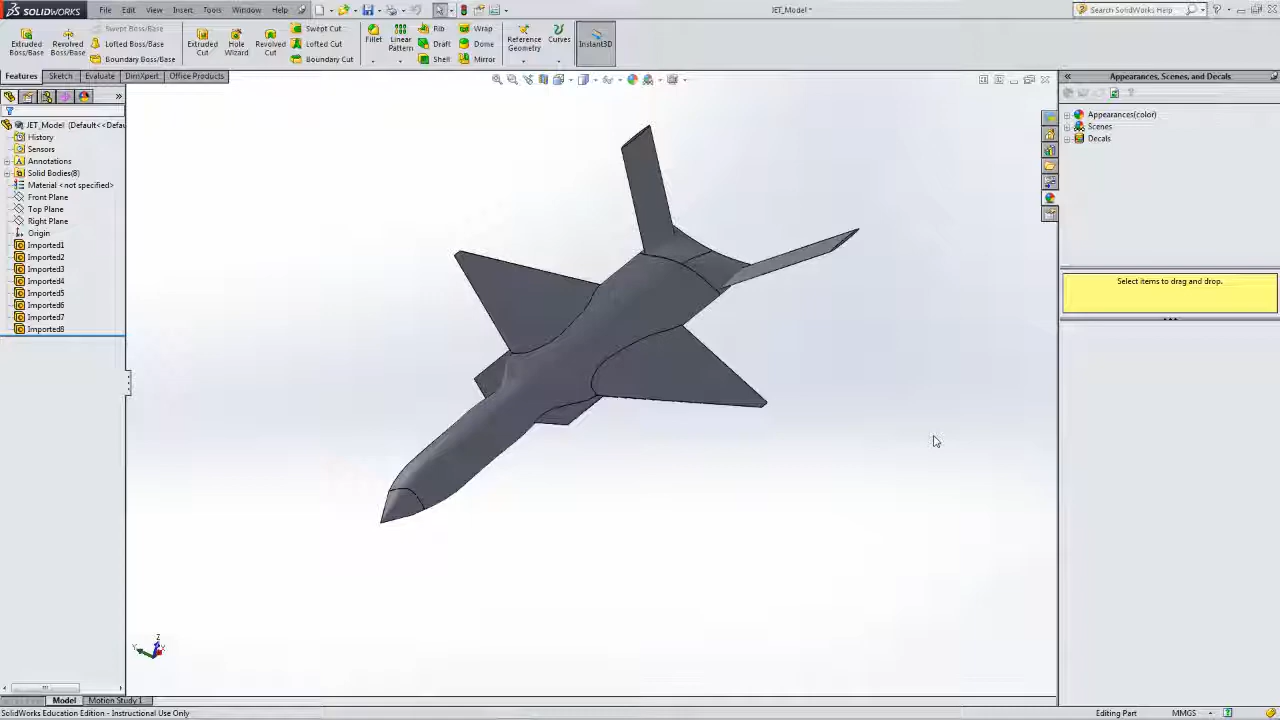 SOLIDWORKS File Edit View Insert Tools Window Help JET_Model * Search SolidWorks Help
Extruded Boss/Base
Revolved Boss/Base
Swept Boss/Base
Lofted Boss/Base
Boundary Boss/Base
Extruded Cut
Hole Wizard
Revolved Cut
Swept Cut
Lofted Cut
Boundary Cut
Fillet
Linear Pattern
Rib
Draft
Shell
Wrap
Dome
Mirror
Reference Geometry
Curves
Instant3D
Features Sketch Evaluate DimXpert Office Products
Appearances, Scenes, and Decals
JET_Model (Default<<Defau
History
Sensors
Annotations
Solid Bodies(8)
Material <not specified>
Front Plane
Top Plane
Right Plane
Origin
Imported1
Imported2
Imported3
Imported4
Imported5
Imported6
Imported7
Imported8
Appearances(color)
Scenes
Decals
Select items to drag and drop.
Z
Y
X
Model Motion Study 1
SolidWorks Education Edition - Instructional Use Only Editing Part MMGS